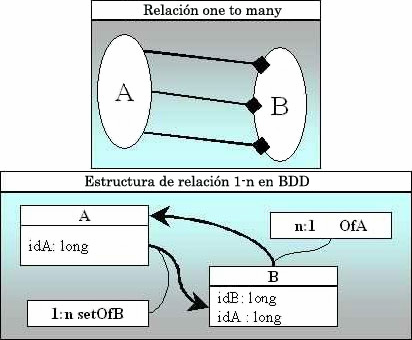 Relación one to many
A
B
Estructura de relación 1-n en BDD
A
idA: long
n:1 OfA
B
idB: long
idA : long
1:n setOfB